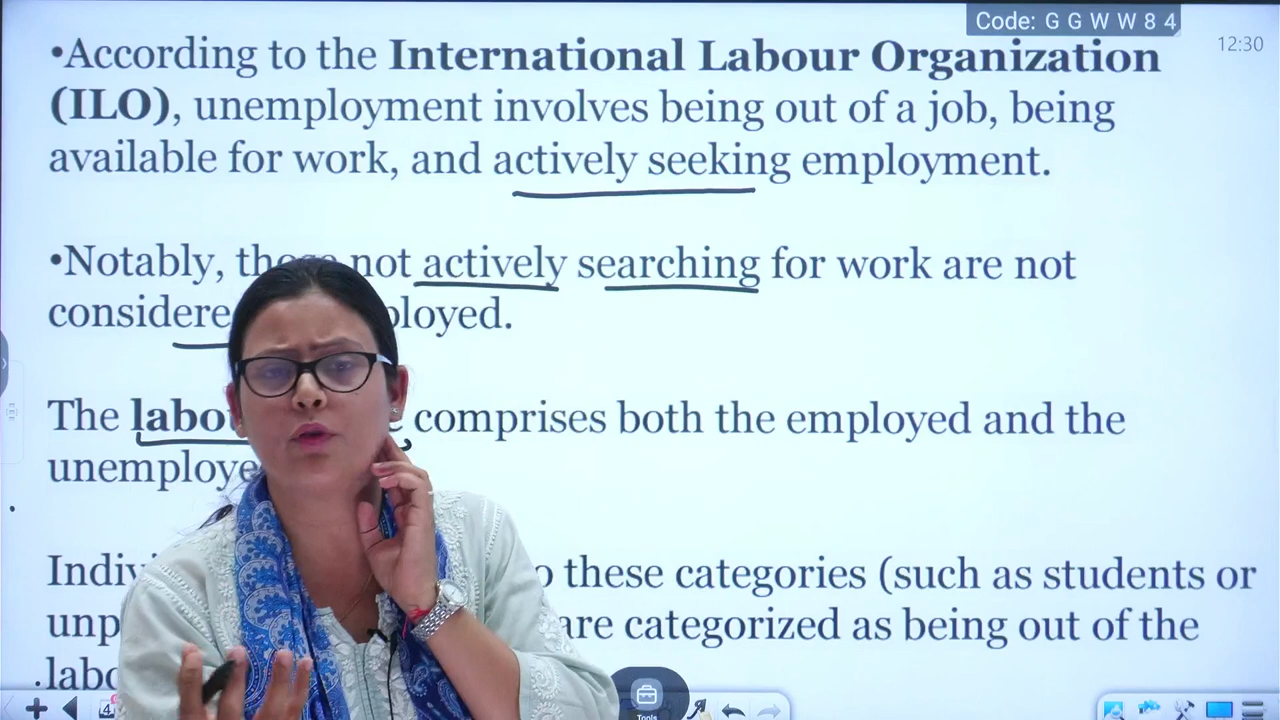 Code: G G W W 8 4
12:30
•According to the International Labour Organization
(ILO), unemployment involves being out of a job, being
available for work, and actively seeking employment.
•Notably, those not actively searching for work are not
considere ployed.
The labo comprises both the employed and the
unemploye
Indivi o these categories (such as students or
unp are categorized as being out of the
labo
Tools